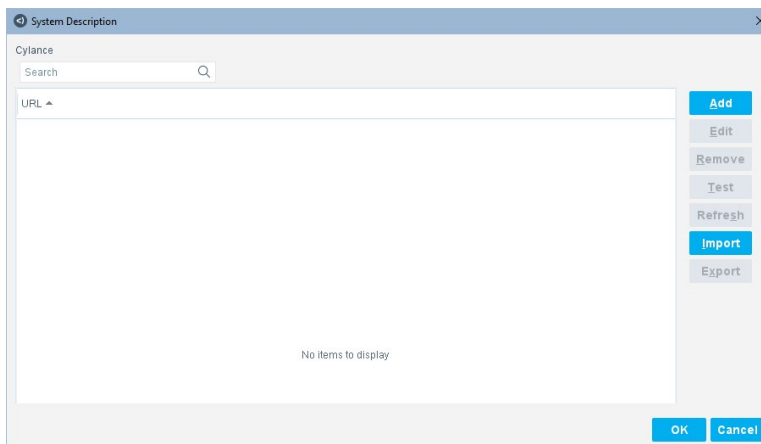 System Description
Cylance
Search
URL
Add
Edit
Remove
Test
Refresh
Import
Export
No items to display
OK
Cancel